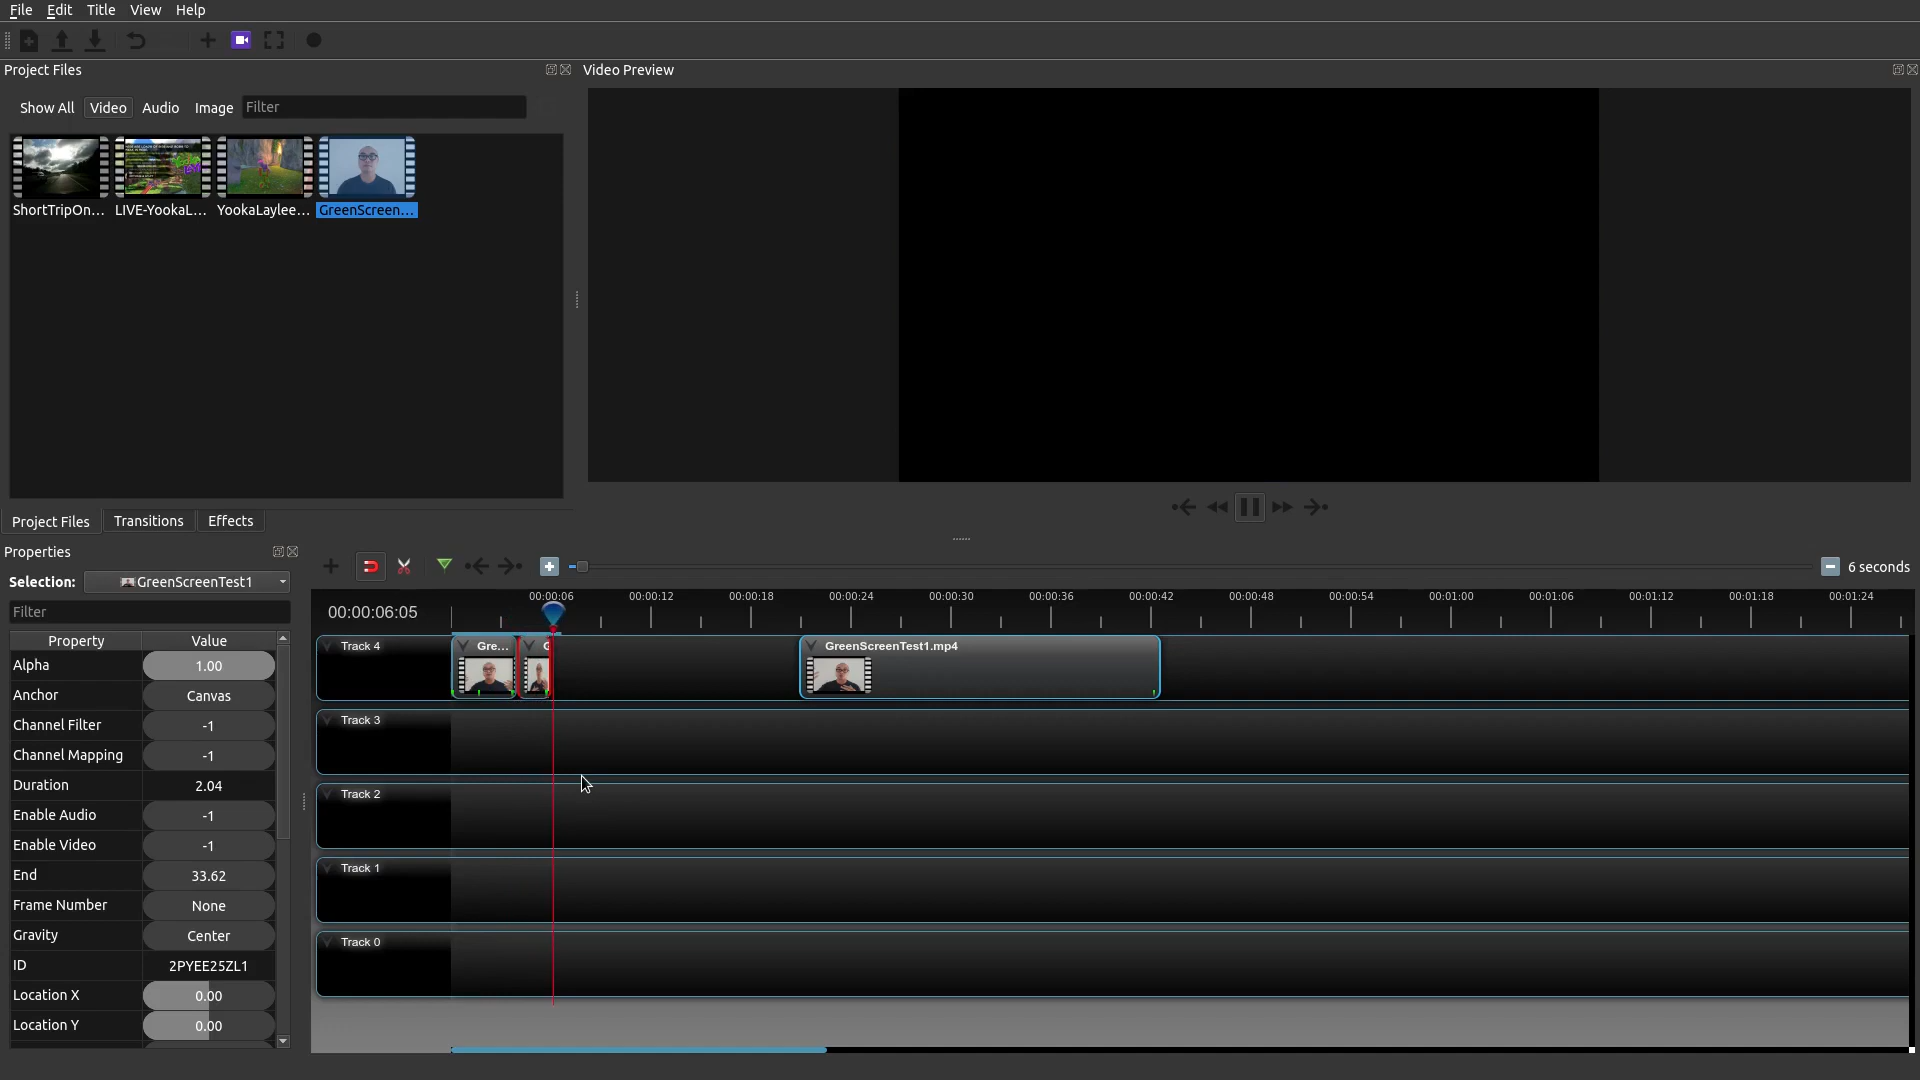 File Edit Title View Help
Project Files
Video Preview
Show All Video Audio Image Filter
ShortTripOn... LIVE-YookaL... YookaLaylee... GreenScreen...
Project Files Transitions Effects
Properties
Selection: GreenScreenTest1
Filter
Property Value
Alpha 1.00
Anchor Canvas
Channel Filter -1
Channel Mapping -1
Duration 2.04
Enable Audio -1
Enable Video -1
End 33.62
Frame Number None
Gravity Center
ID 2PYEE25ZL1
Location X 0.00
Location Y 0.00
6 seconds
00:00:06:05
00:00:06 00:00:12 00:00:18 00:00:24 00:00:30 00:00:36 00:00:42 00:00:48 00:00:54 00:01:00 00:01:06 00:01:12 00:01:18 00:01:24
Track 4 Gre... GreenScreenTest1.mp4
Track 3
Track 2
Track 1
Track 0